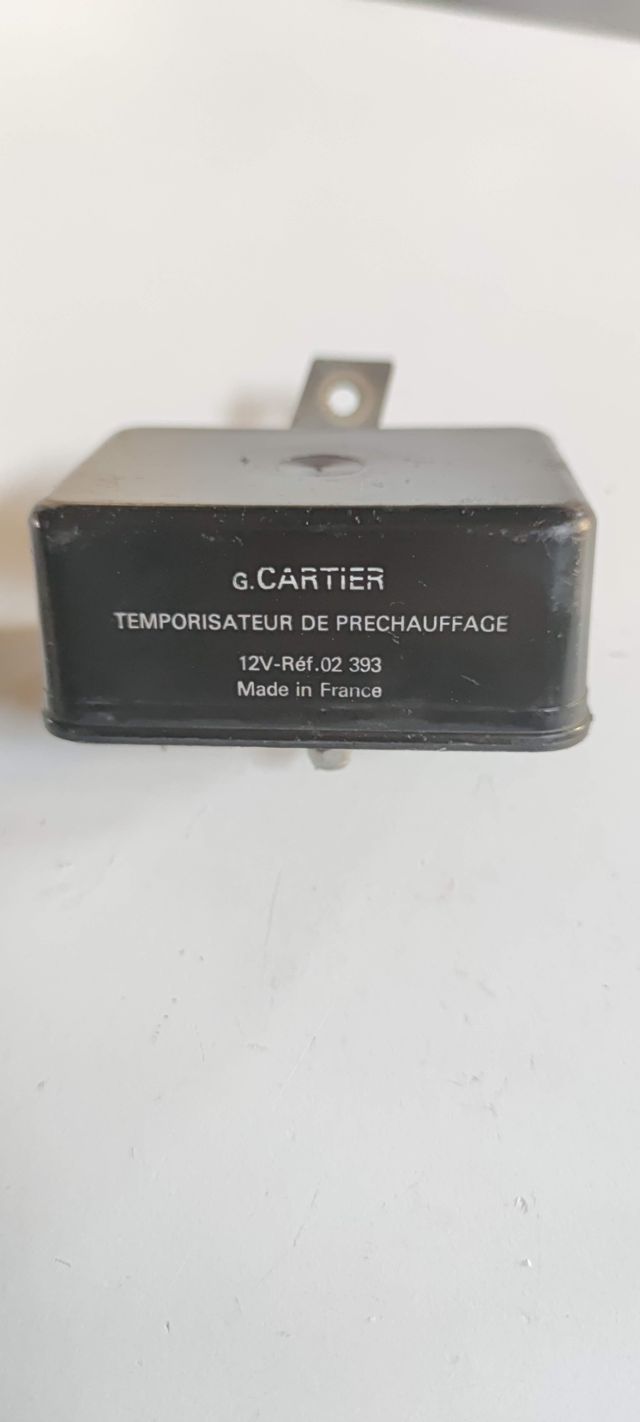 G.CARTIER
TEMPORISATEUR DE PRECHAUFFAGE
12V-Réf.02 393
Made in France